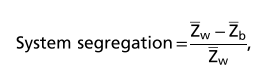 System segregation = (Z̅w − Z̅b) / Z̅w,